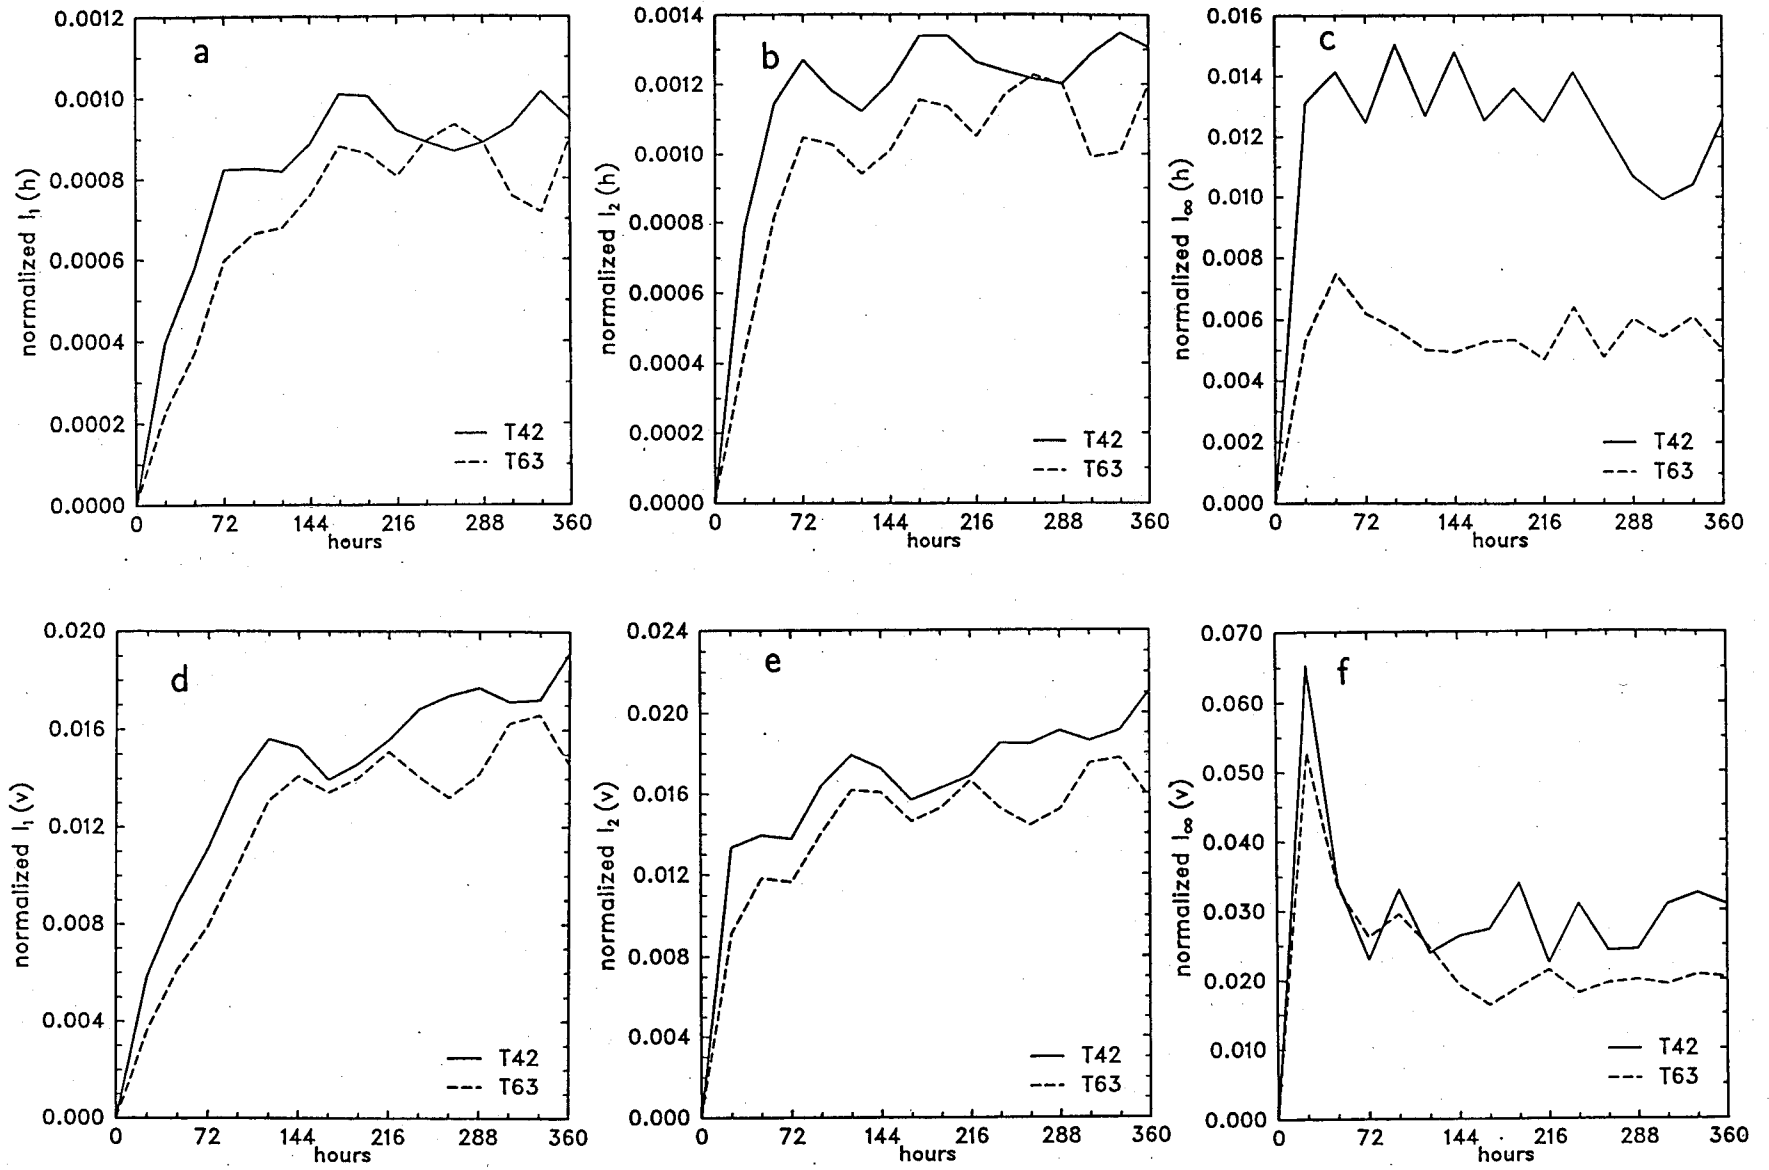 a
0.0012
0.0010
0.0008
0.0006
0.0004
0.0002
0.0000
normalized l₁(h)
T42
T63
0 72 144 216 288 360
hours
b
0.0014
0.0012
0.0010
0.0008
0.0006
0.0004
0.0002
0.0000
normalized l₂(h)
T42
T63
0 72 144 216 288 360
hours
c
0.016
0.014
0.012
0.010
0.008
0.006
0.004
0.002
0.000
normalized l∞(h)
T42
T63
0 72 144 216 288 360
hours
d
0.020
0.016
0.012
0.008
0.004
0.000
normalized l₁(v)
T42
T63
0 72 144 216 288 360
hours
e
0.024
0.020
0.016
0.012
0.008
0.004
0.000
normalized l₂(v)
T42
T63
0 72 144 216 288 360
hours
f
0.070
0.060
0.050
0.040
0.030
0.020
0.010
0.000
normalized l∞(v)
T42
T63
0 72 144 216 288 360
hours